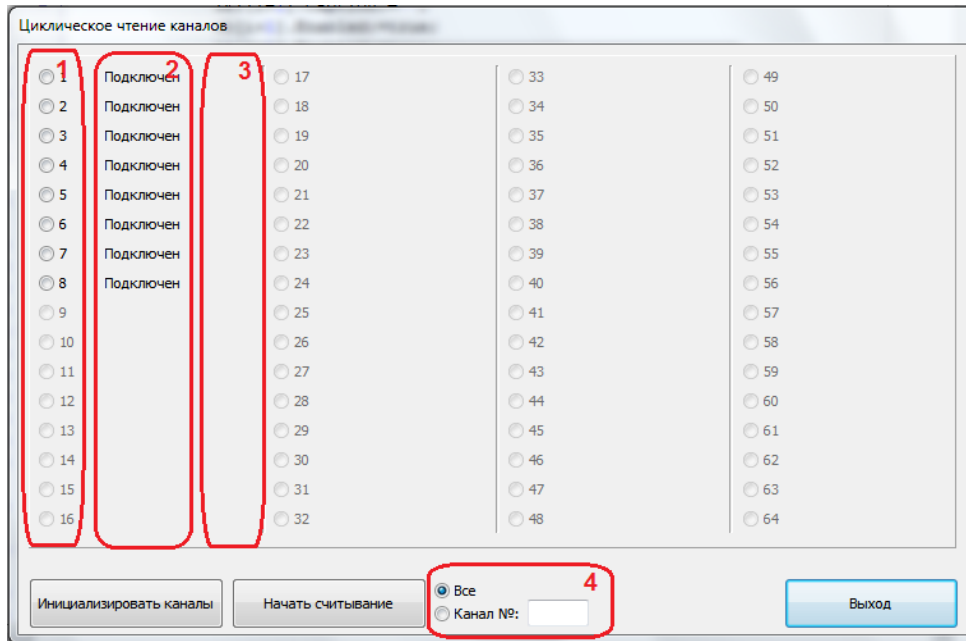 Циклическое чтение каналов
1 2 3
1 Подключен 17 33 49
2 Подключен 18 34 50
3 Подключен 19 35 51
4 Подключен 20 36 52
5 Подключен 21 37 53
6 Подключен 22 38 54
7 Подключен 23 39 55
8 Подключен 24 40 56
9 25 41 57
10 26 42 58
11 27 43 59
12 28 44 60
13 29 45 61
14 30 46 62
15 31 47 63
16 32 48 64
Инициализировать каналы Начать считывание Все 4 Выход
Канал №: